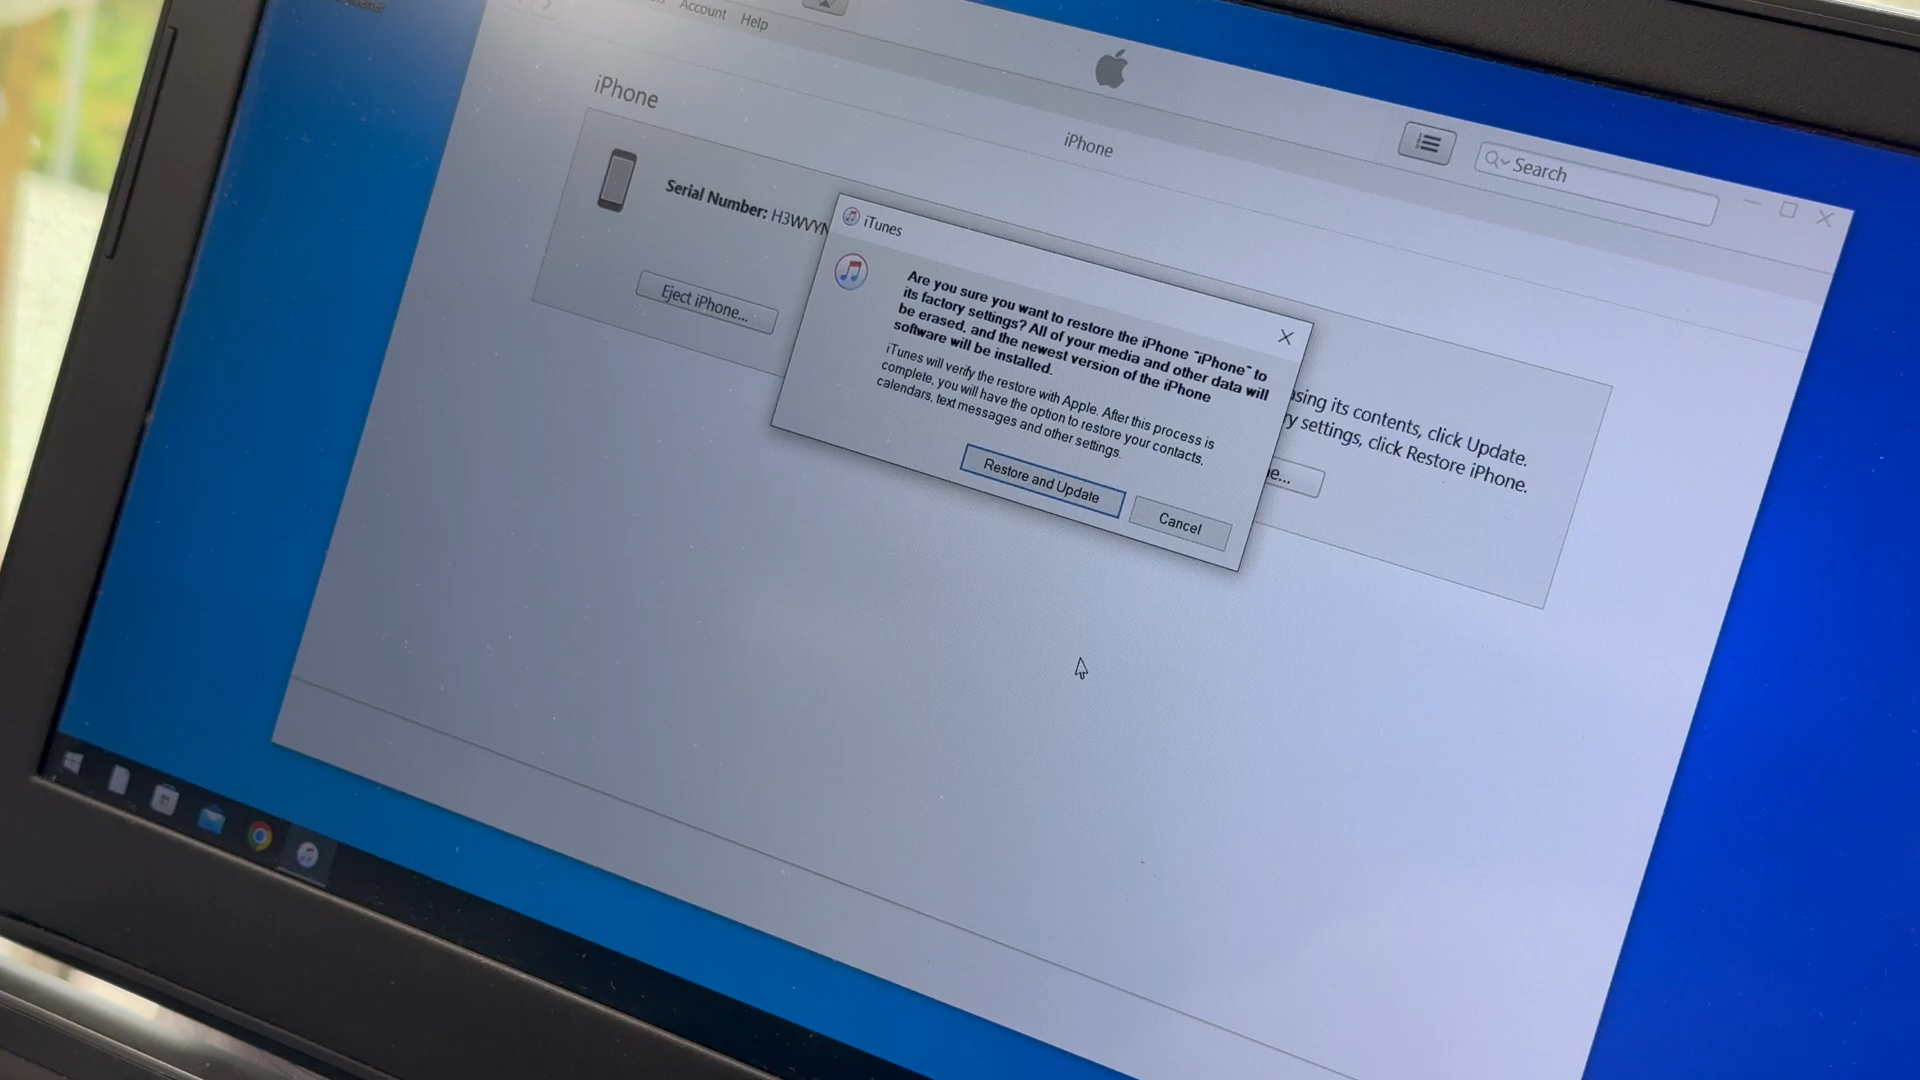 Account Help
iPhone
iPhone
Search
Serial Number: H3WVYN
Eject iPhone...
iTunes
Are you sure you want to restore the iPhone "iPhone" to
its factory settings? All of your media and other data will
be erased, and the newest version of the iPhone
software will be installed.
iTunes will verify the restore with Apple. After this process is
complete, you will have the option to restore your contacts,
calendars, text messages and other settings.
Restore and Update
Cancel
its contents, click Update.
settings, click Restore iPhone.